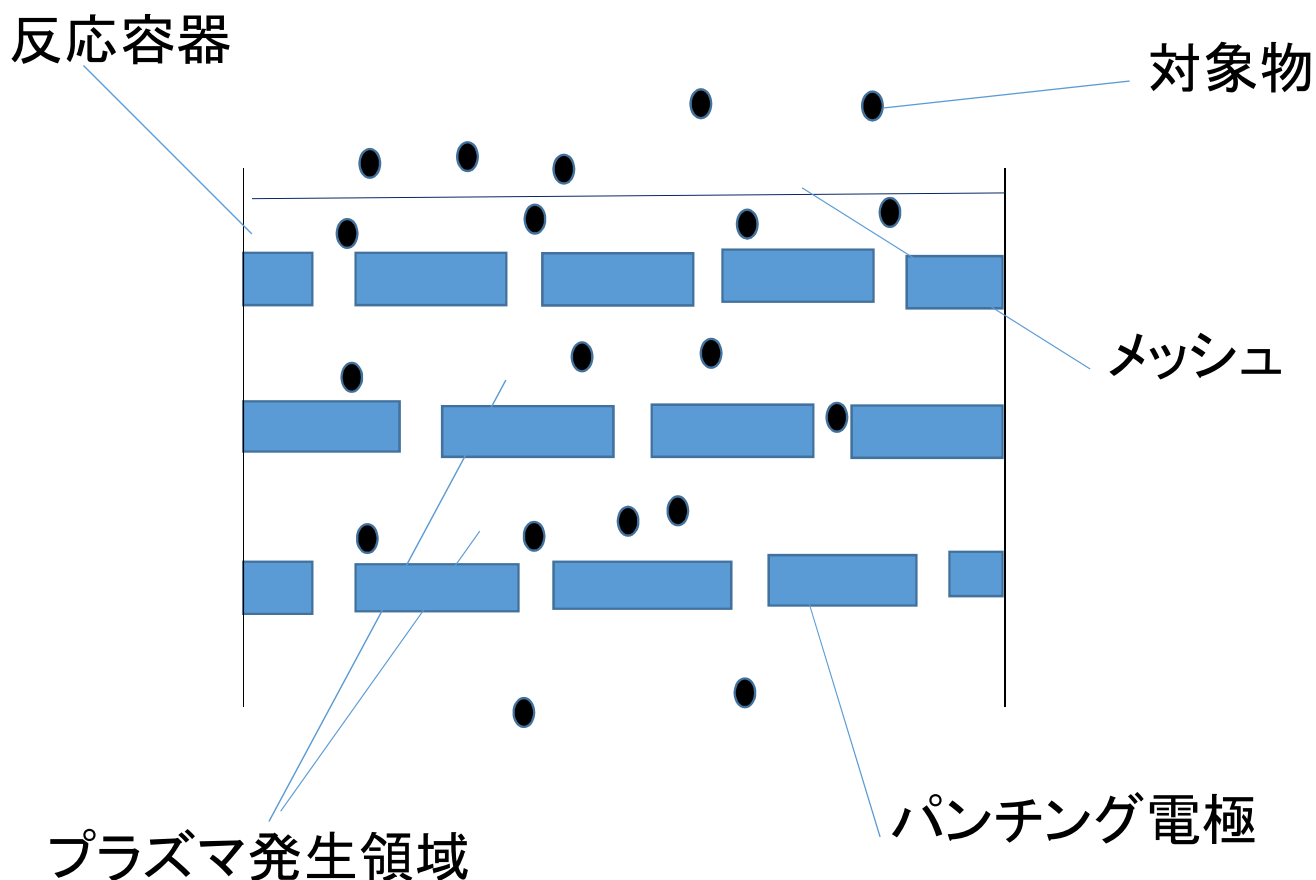 反応容器
対象物
メッシュ
パンチング電極
プラズマ発生領域